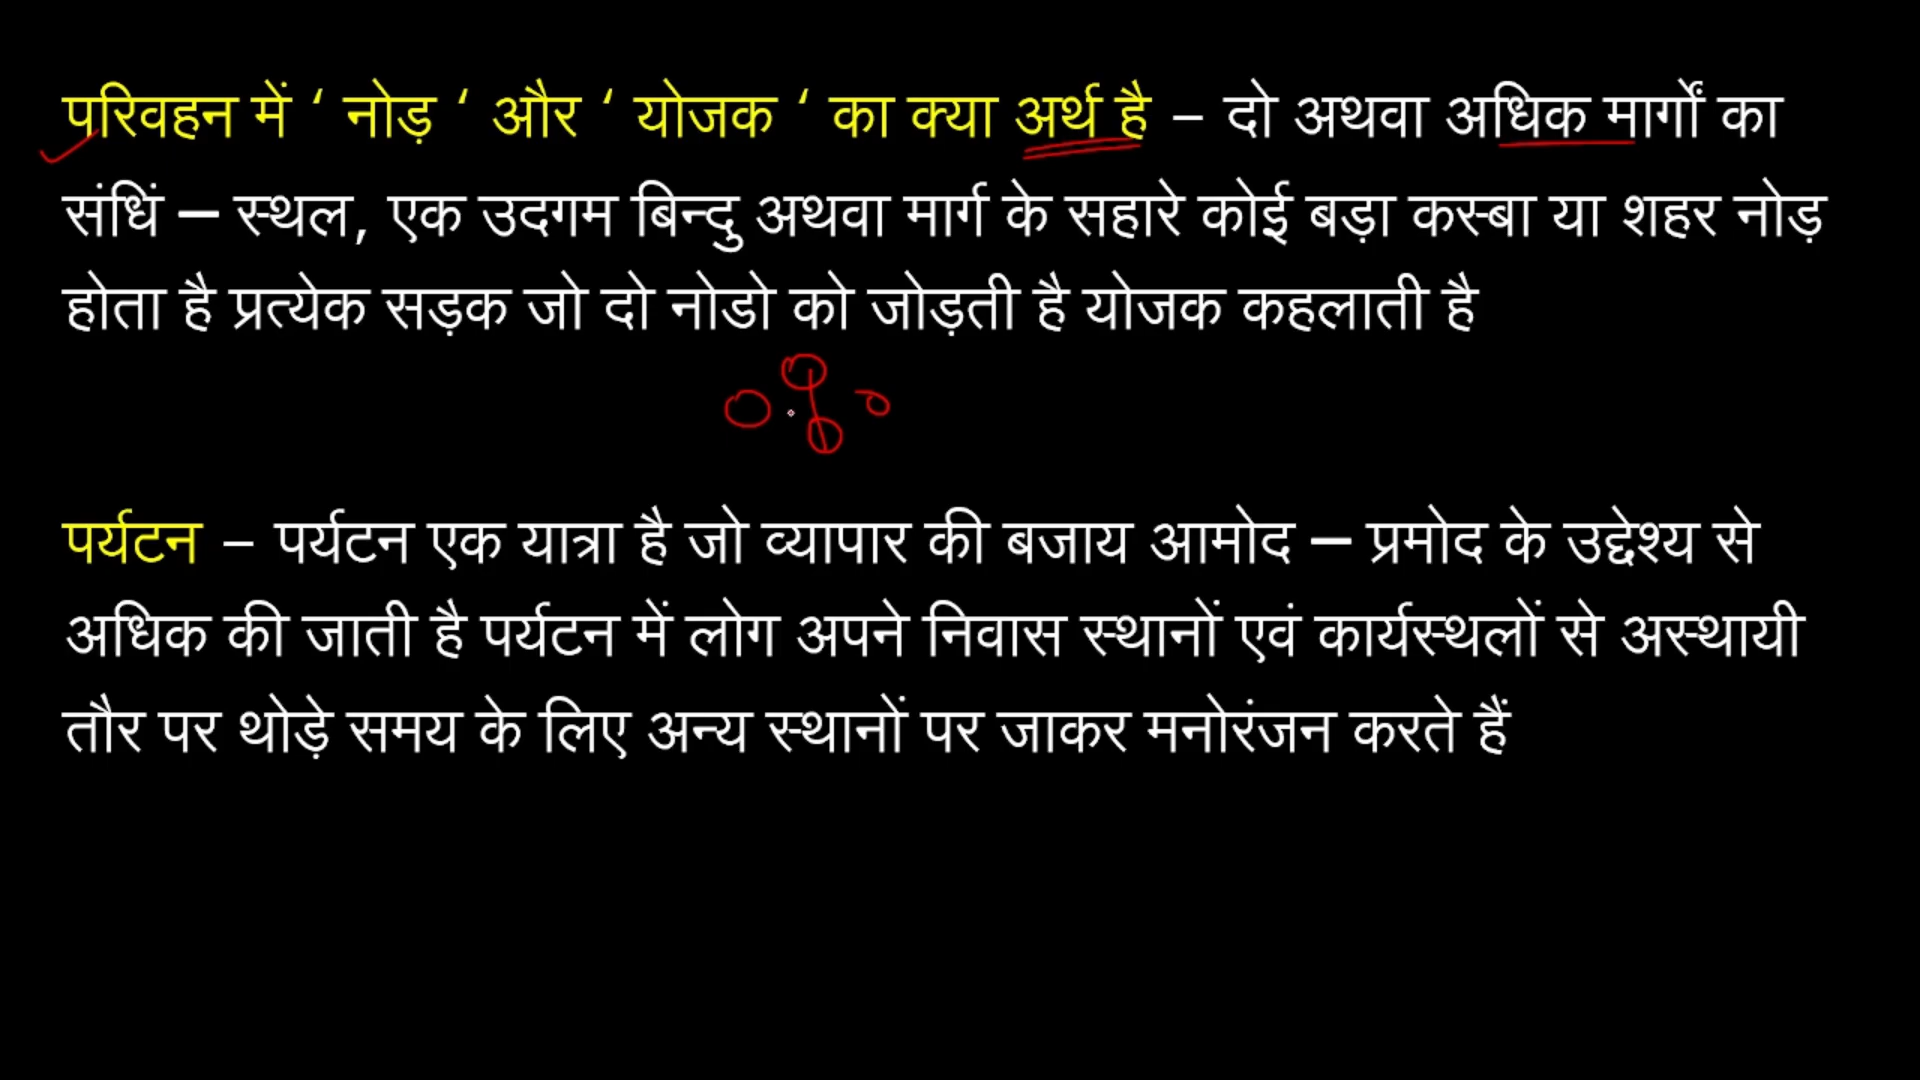 परिवहन में ‘ नोड़ ‘ और ‘ योजक ‘ का क्या अर्थ है – दो अथवा अधिक मार्गों का
संधिं — स्थल, एक उदगम बिन्दु अथवा मार्ग के सहारे कोई बड़ा कस्बा या शहर नोड़
होता है प्रत्येक सड़क जो दो नोडो को जोड़ती है योजक कहलाती है
पर्यटन – पर्यटन एक यात्रा है जो व्यापार की बजाय आमोद — प्रमोद के उद्देश्य से
अधिक की जाती है पर्यटन में लोग अपने निवास स्थानों एवं कार्यस्थलों से अस्थायी
तौर पर थोड़े समय के लिए अन्य स्थानों पर जाकर मनोरंजन करते हैं